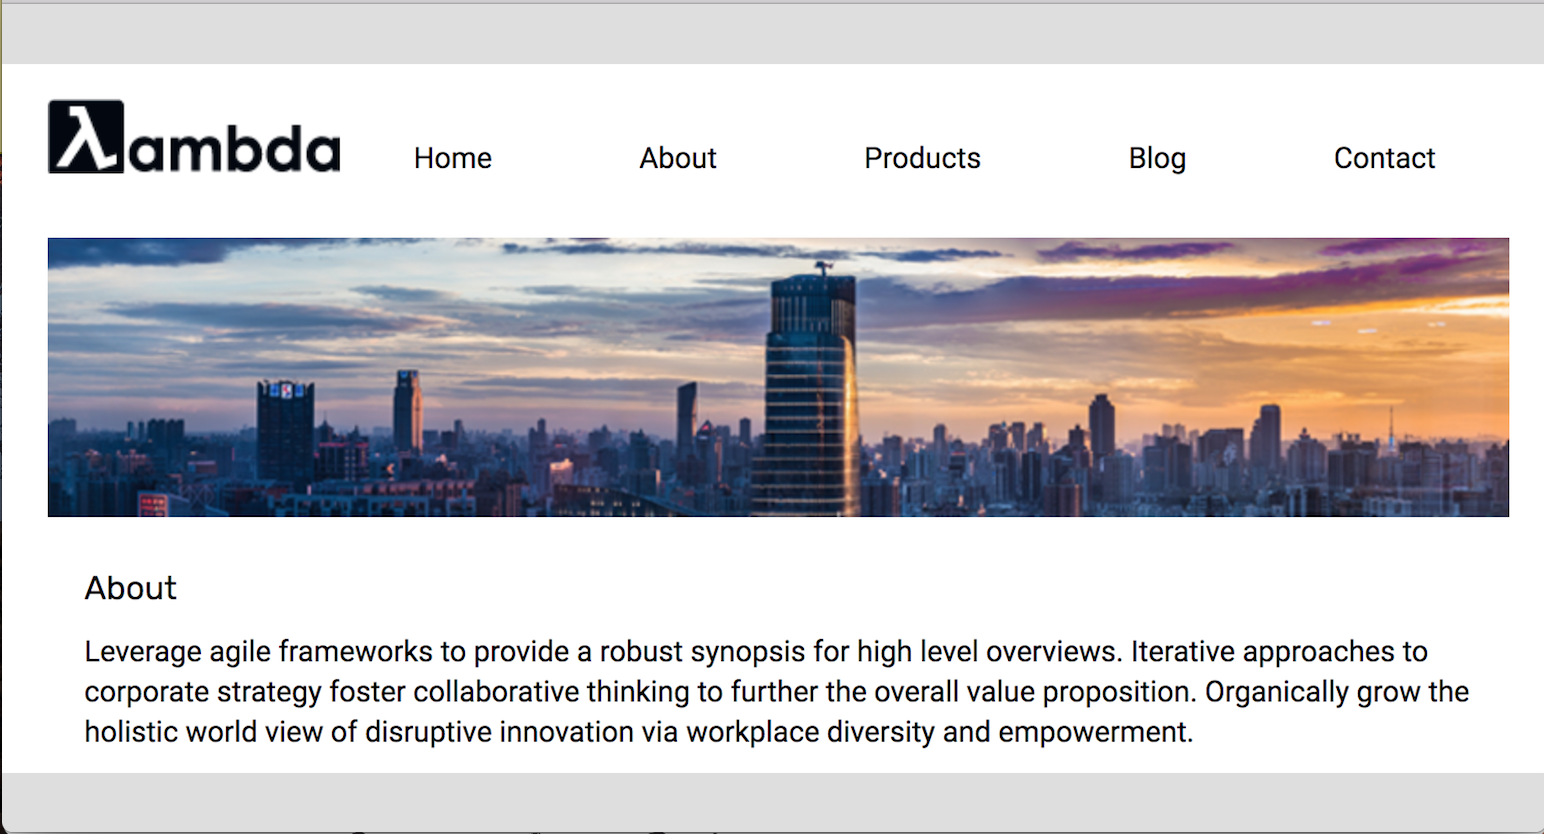 λambda
Home About Products Blog Contact
About
Leverage agile frameworks to provide a robust synopsis for high level overviews. Iterative approaches to
corporate strategy foster collaborative thinking to further the overall value proposition. Organically grow the
holistic world view of disruptive innovation via workplace diversity and empowerment.